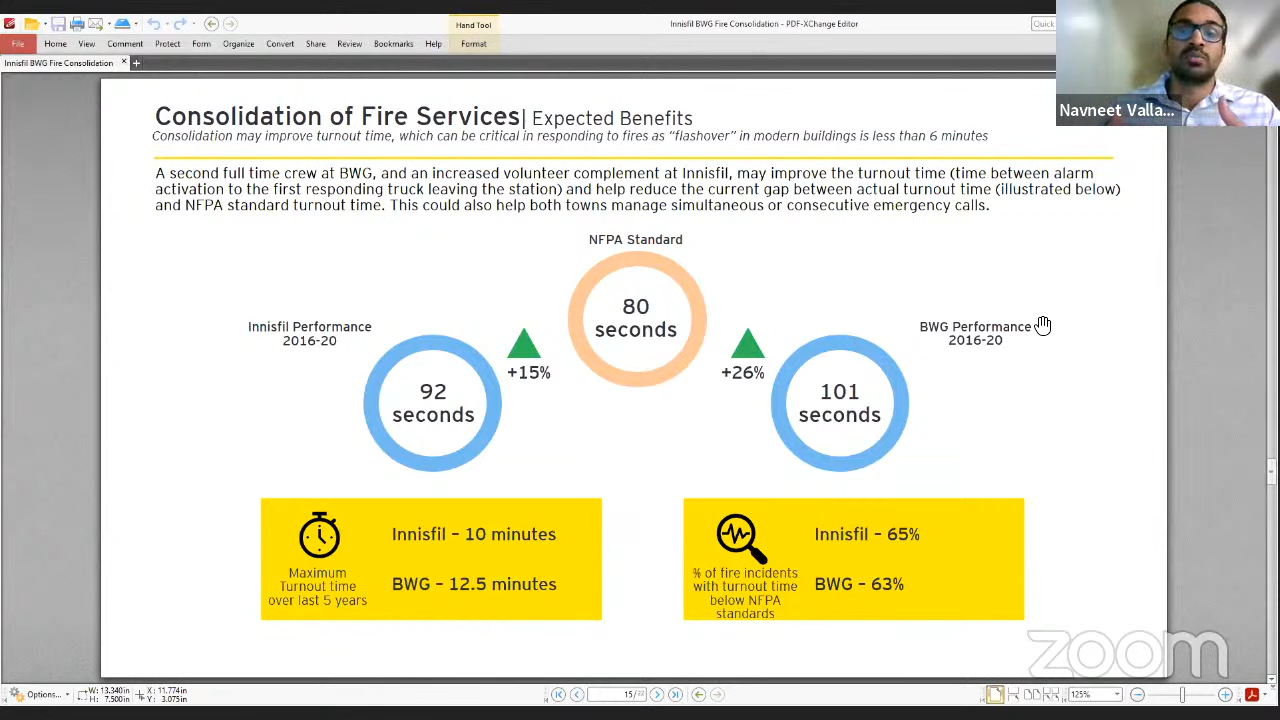 Hand Tool
Innisfil BWG Fire Consolidation - PDF-XChange Editor
Quick
File Home View Comment Protect Form Organize Convert Share Review Bookmarks Help Format
Innisfil BWG Fire Consolidation × +
Navneet Valla...
Consolidation of Fire Services| Expected Benefits
Consolidation may improve turnout time, which can be critical in responding to fires as “flashover” in modern buildings is less than 6 minutes
A second full time crew at BWG, and an increased volunteer complement at Innisfil, may improve the turnout time (time between alarm
activation to the first responding truck leaving the station) and help reduce the current gap between actual turnout time (illustrated below)
and NFPA standard turnout time. This could also help both towns manage simultaneous or consecutive emergency calls.
NFPA Standard
80
seconds
Innisfil Performance
2016-20
BWG Performance
2016-20
+15%
+26%
92
seconds
101
seconds
Innisfil – 10 minutes
BWG – 12.5 minutes
Maximum
Turnout time
over last 5 years
Innisfil – 65%
BWG – 63%
% of fire incidents
with turnout time
below NFPA
standards
zoom
Options...
W: 13.340in
H: 7.500in
X: 11.774in
Y: 3.075in
15
125%